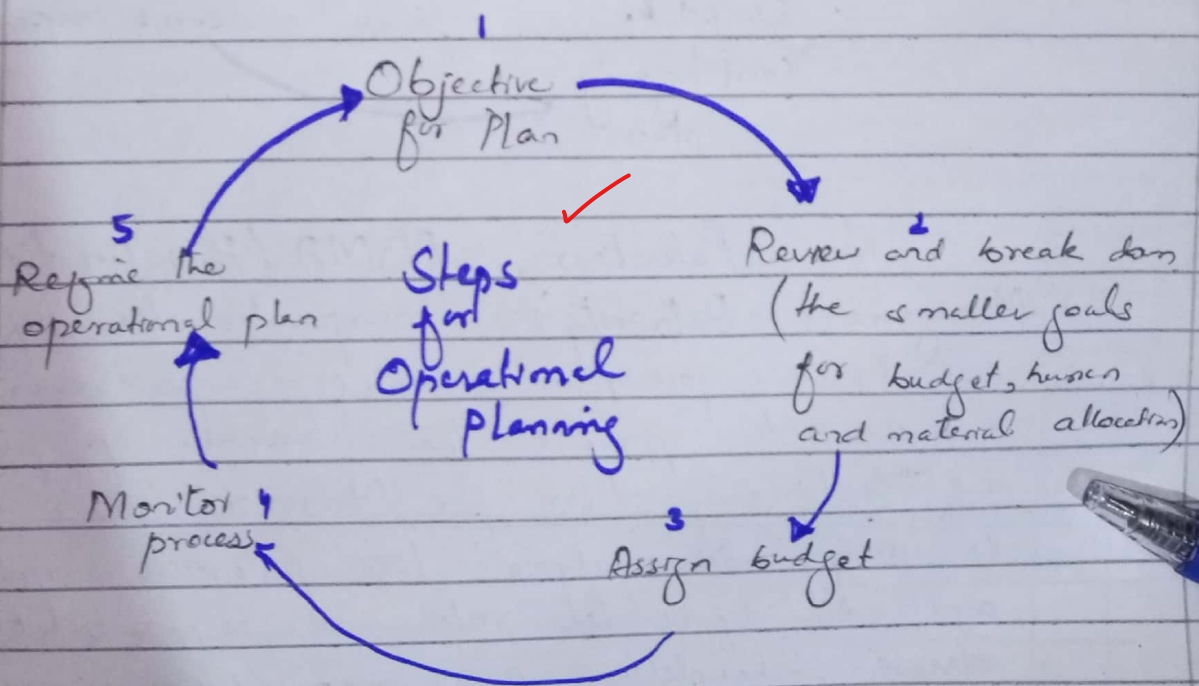 1
Objective
for Plan
2
Review and break down
(the smaller goals
for budget, human
and material allocation)
3
Assign budget
4
Monitor
process
5
Refine the
operational plan
Steps
for
Operational
planning